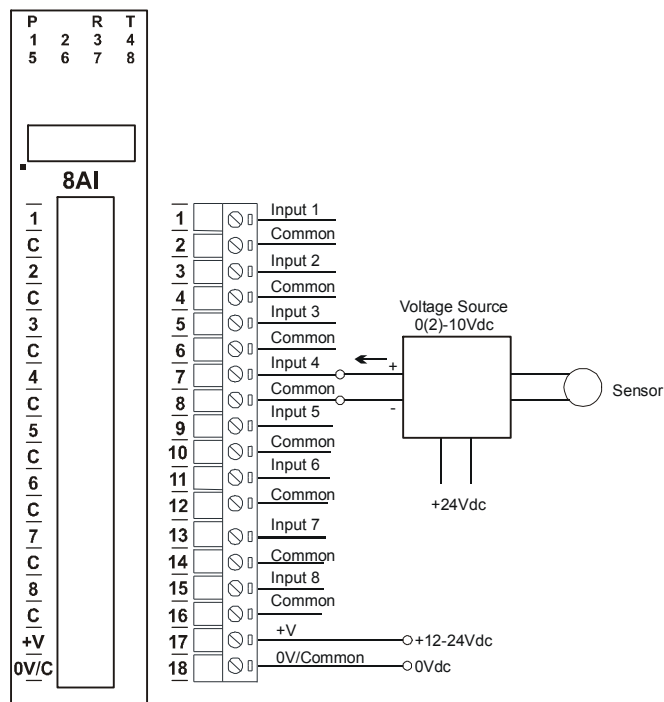 P R T
1 2 3 4
5 6 7 8
8AI
1
C
2
C
3
C
4
C
5
C
6
C
7
C
8
C
+V
0V/C
1 Input 1
2 Common
3 Input 2
4 Common
5 Input 3
6 Common
7 Input 4
8 Common
9 Input 5
10 Common
11 Input 6
12 Common
13 Input 7
14 Common
15 Input 8
16 Common
17 +V +12-24Vdc
18 0V/Common 0Vdc
Voltage Source
0(2)-10Vdc
+
-
Sensor
+24Vdc